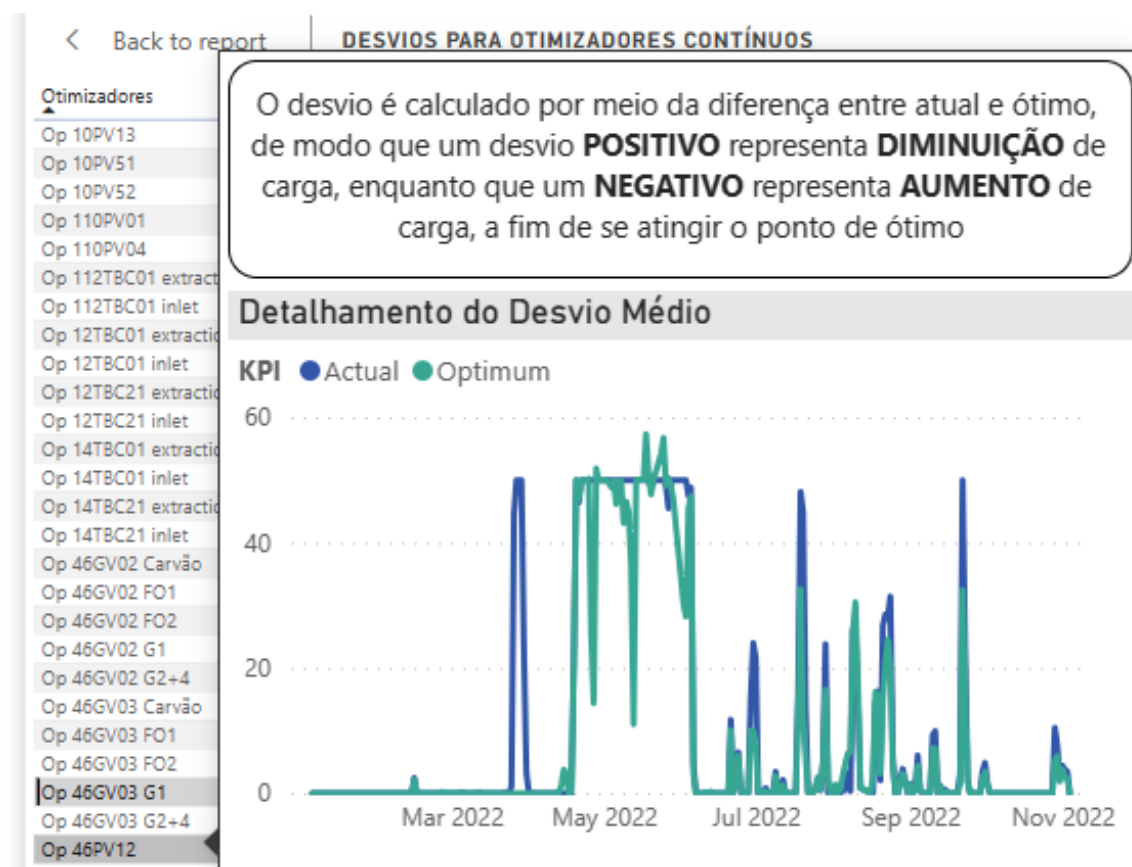 Back to report
DESVIOS PARA OTIMIZADORES CONTÍNUOS
Otimizadores
Op 10PV13
Op 10PV51
Op 10PV52
Op 110PV01
Op 110PV04
Op 112TBC01 extract
Op 112TBC01 inlet
Op 12TBC01 extractic
Op 12TBC01 inlet
Op 12TBC21 extractic
Op 12TBC21 inlet
Op 14TBC01 extractic
Op 14TBC01 inlet
Op 14TBC21 extractic
Op 14TBC21 inlet
Op 46GV02 Carvão
Op 46GV02 FO1
Op 46GV02 FO2
Op 46GV02 G1
Op 46GV02 G2+4
Op 46GV03 Carvão
Op 46GV03 FO1
Op 46GV03 FO2
Op 46GV03 G1
Op 46GV03 G2+4
Op 46PV12
O desvio é calculado por meio da diferença entre atual e ótimo,
de modo que um desvio POSITIVO representa DIMINUIÇÃO de
carga, enquanto que um NEGATIVO representa AUMENTO de
carga, a fim de se atingir o ponto de ótimo
Detalhamento do Desvio Médio
KPI Actual Optimum
60
40
20
0
Mar 2022 May 2022 Jul 2022 Sep 2022 Nov 2022